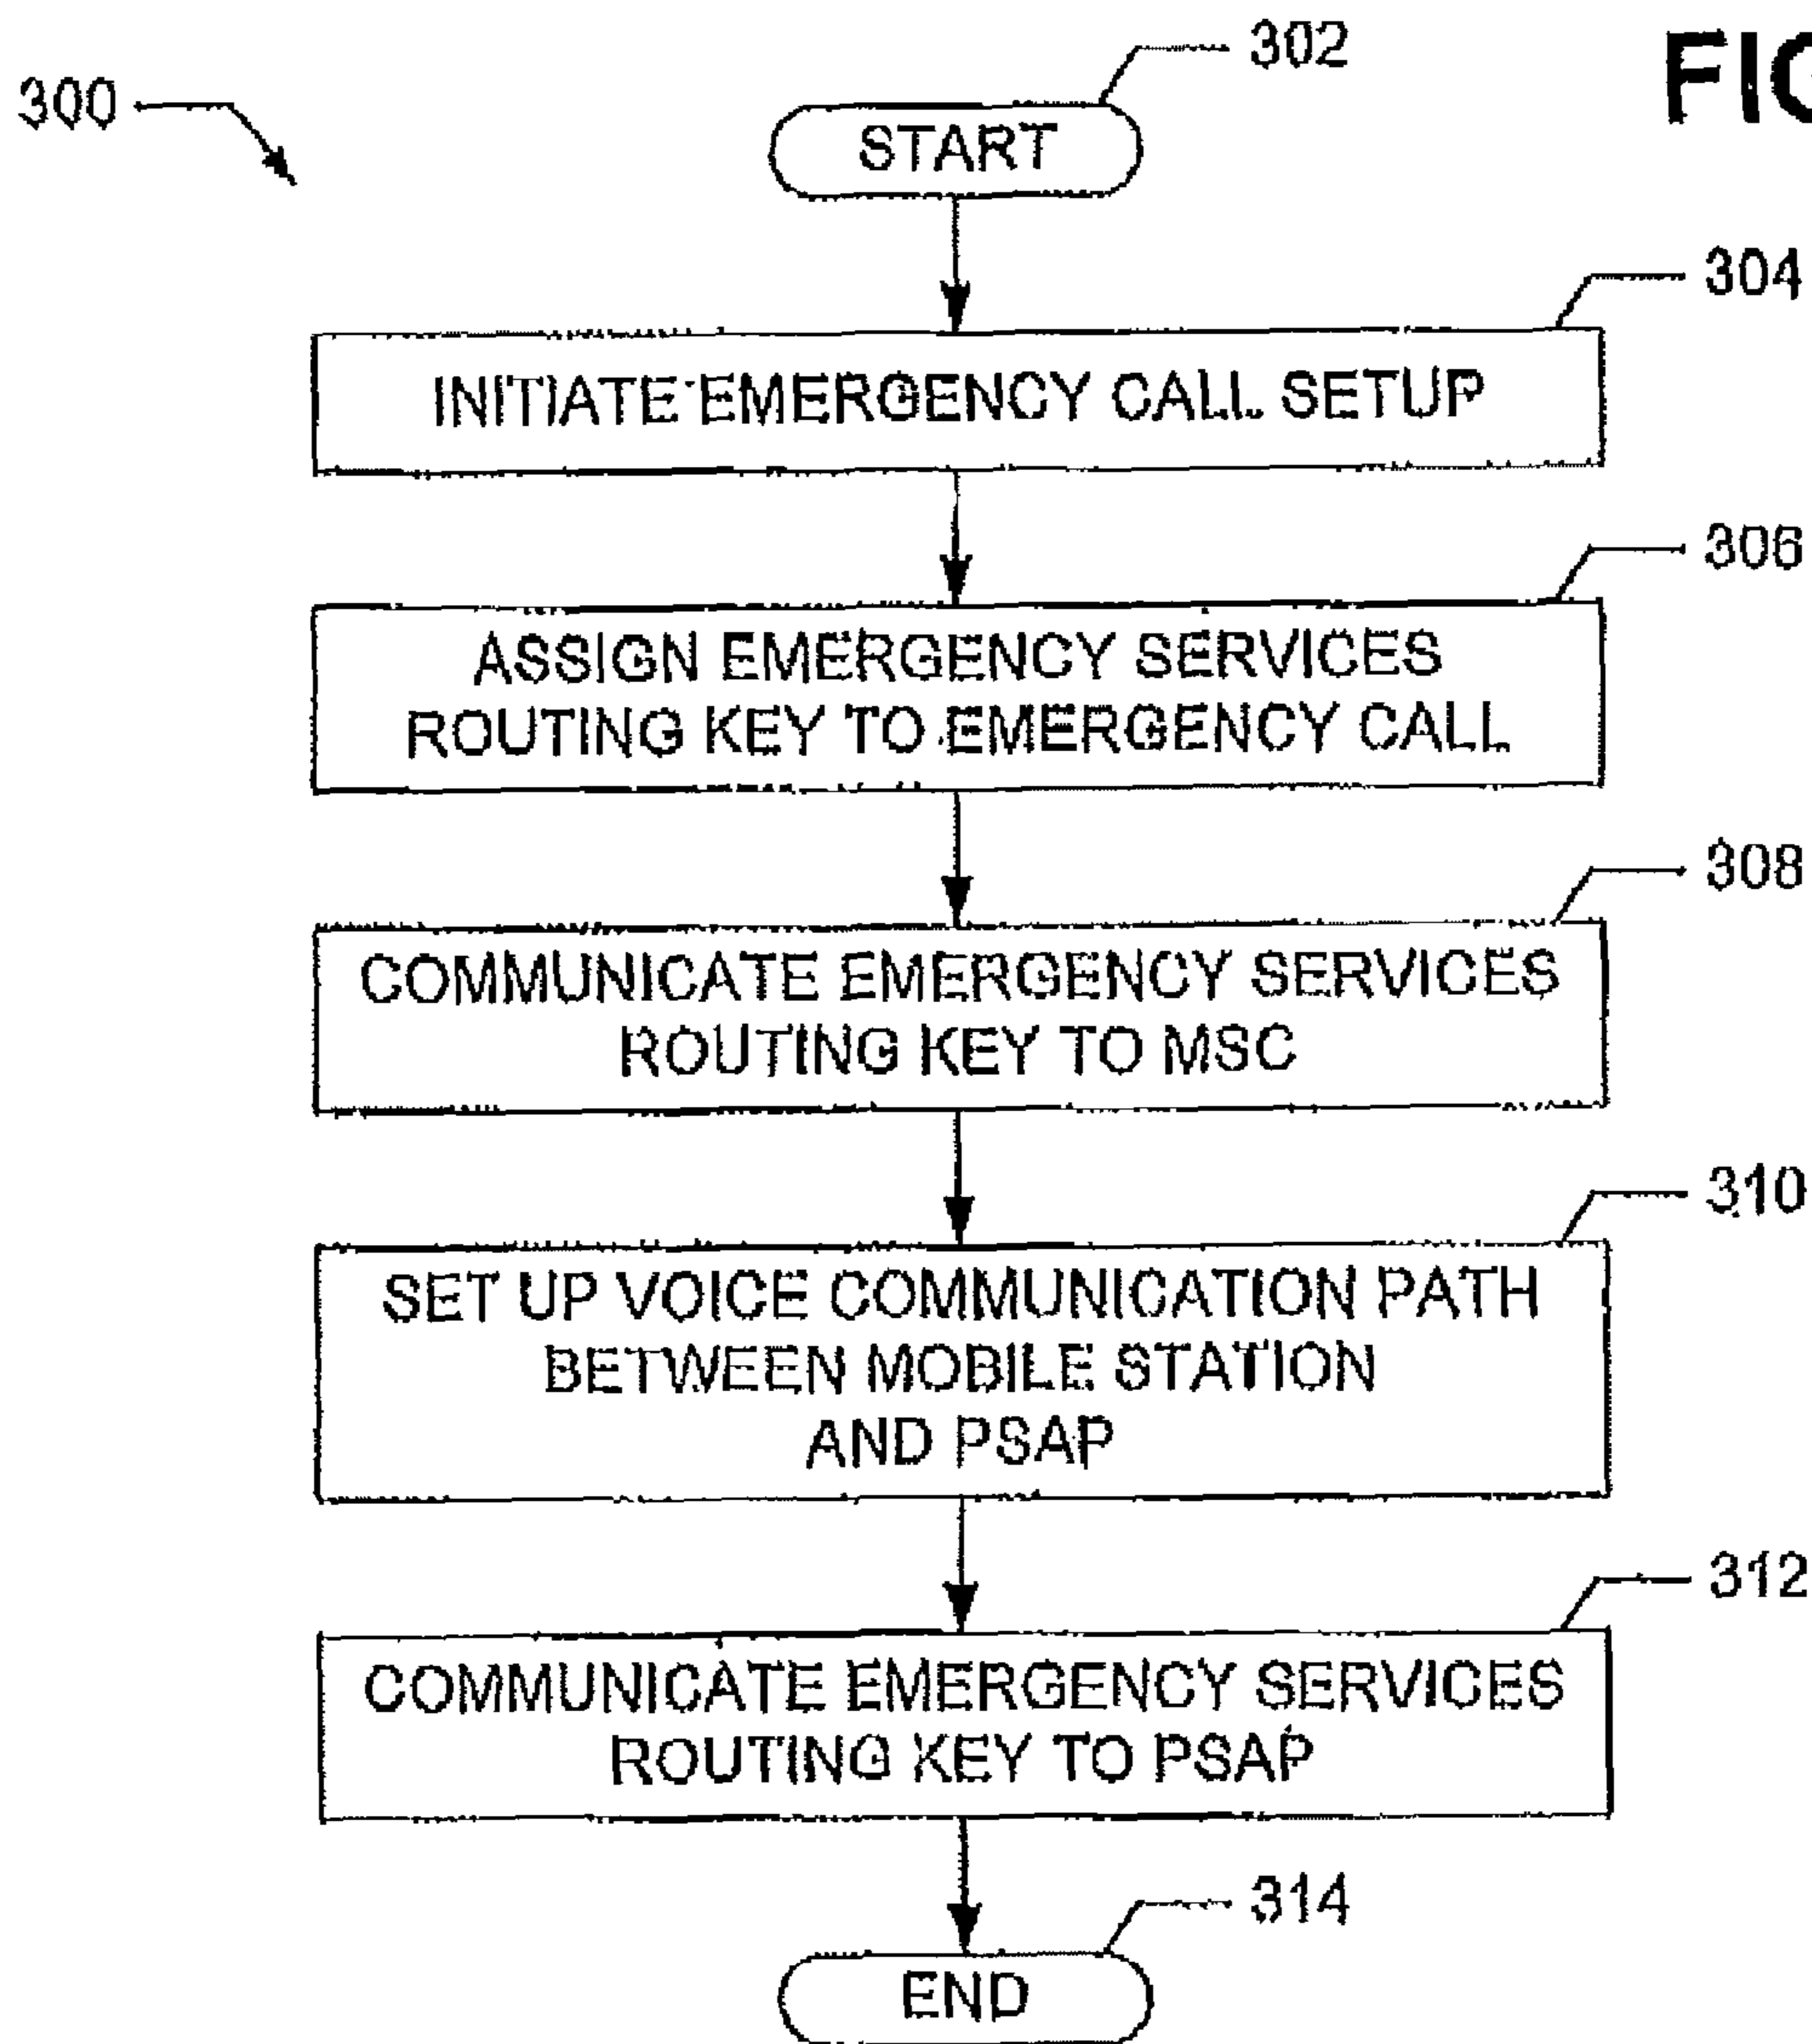 302
FIG
300
START
304
INITIATE EMERGENCY CALL SETUP
306
ASSIGN EMERGENCY SERVICES
ROUTING KEY TO EMERGENCY CALL
308
COMMUNICATE EMERGENCY SERVICES
ROUTING KEY TO MSC
310
SET UP VOICE COMMUNICATION PATH
BETWEEN MOBILE STATION
AND PSAP
312
COMMUNICATE EMERGENCY SERVICES
ROUTING KEY TO PSAP
314
END